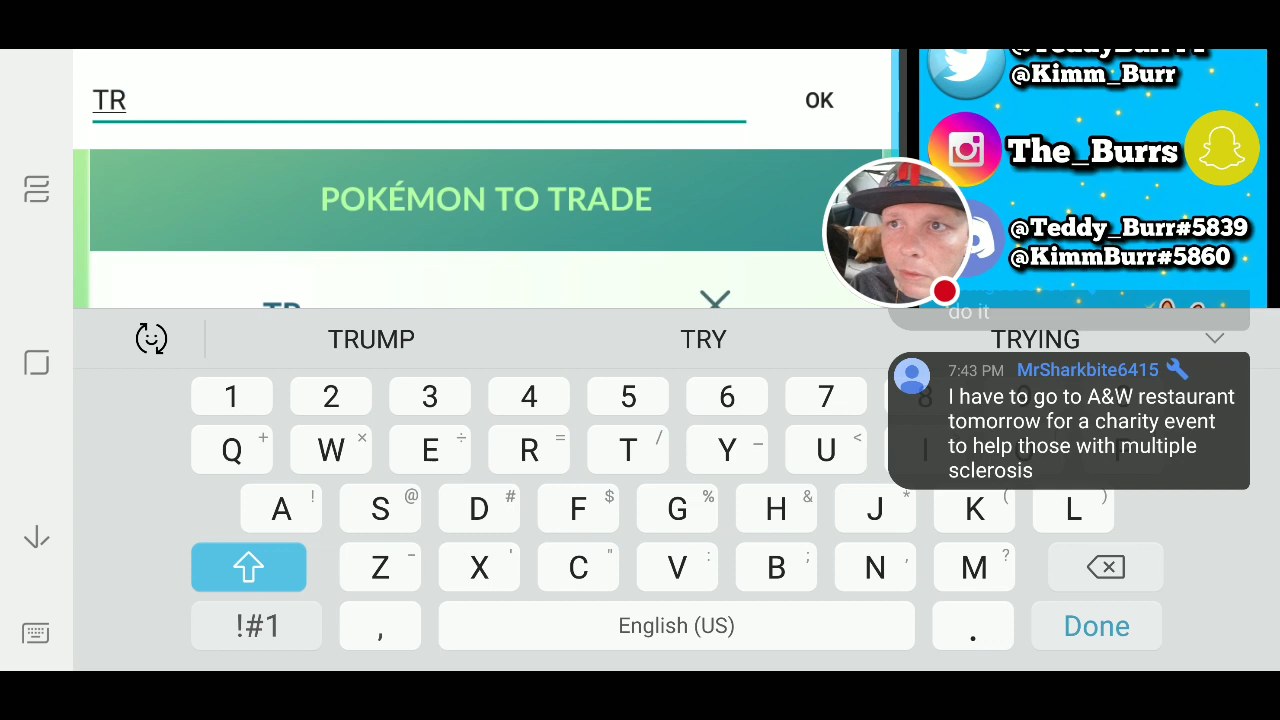 @Kimm_Burr
TR
OK
The_Burrs
POKÉMON TO TRADE
@Teddy_Burr#5839
@KimmBurr#5860
TR
do it
TRUMP
TRY
TRYING
7:43 PM MrSharkbite6415
I have to go to A&W restaurant
tomorrow for a charity event
to help those with multiple
sclerosis
1 2 3 4 5 6 7 8
Q + W × E ÷ R = T / Y _ U < I
A ! S @ D # F $ G % H & J * K ( L )
Z - X ' C " V : B ; N , M ?
!#1 , English (US) . Done